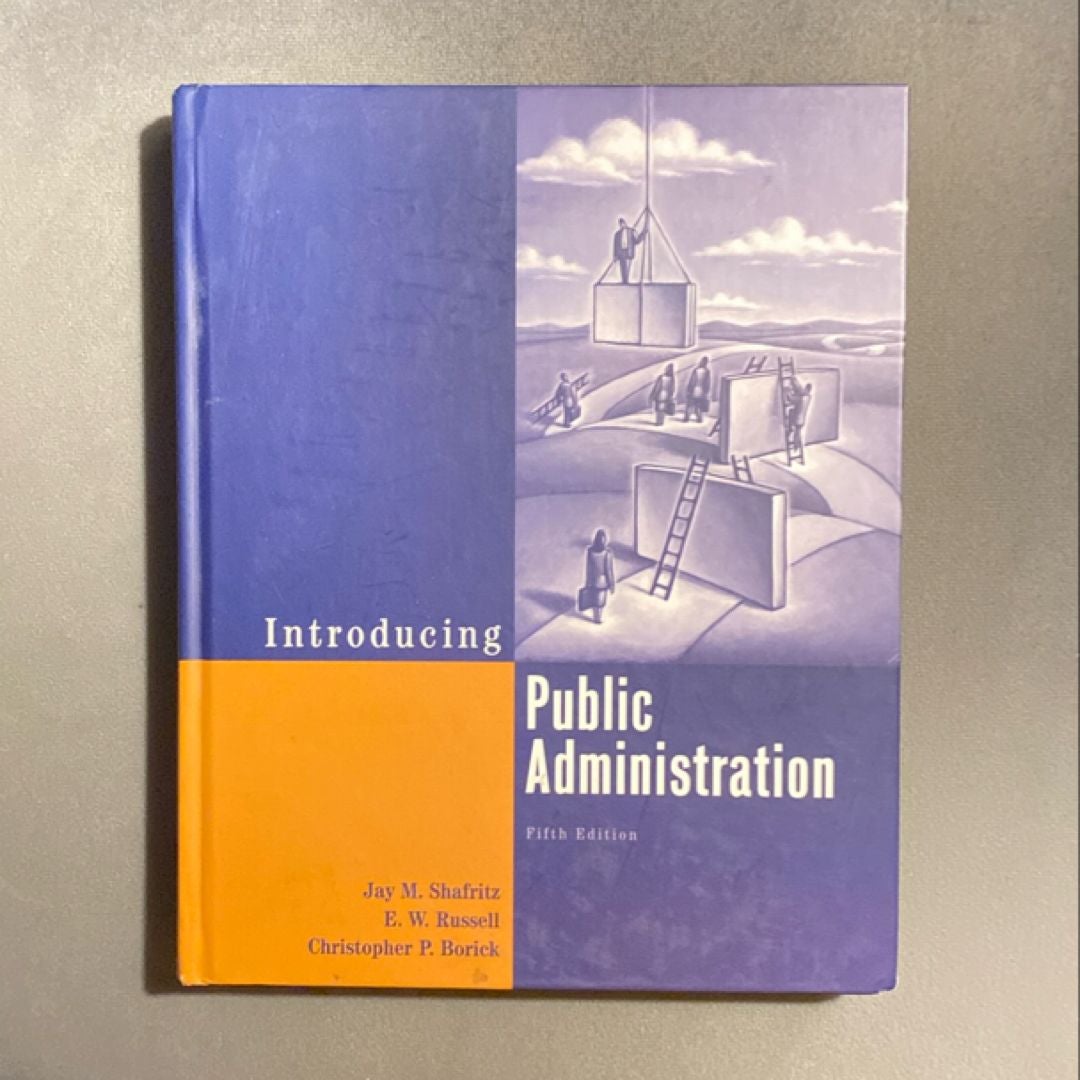 Introducing
Public
Administration
Fifth Edition
Jay M. Shafritz
E. W. Russell
Christopher P. Borick